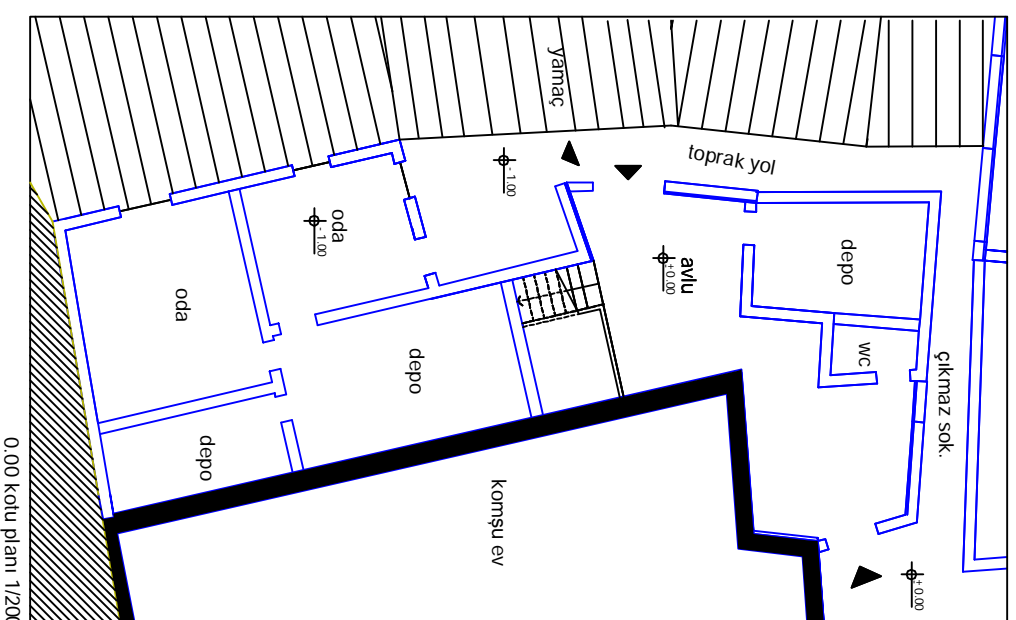 yamaç
toprak yol
- 1.00
oda
- 1.00
avlu
+0.00
depo
oda
depo
wc
çıkmaz sok.
depo
komşu ev
+0.00
0.00 kotu planı 1/200